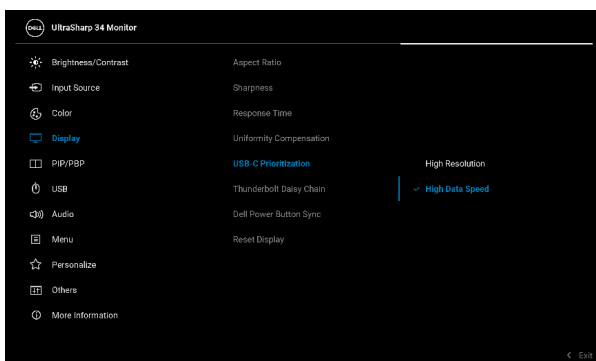 DELL UltraSharp 34 Monitor
Brightness/Contrast Aspect Ratio
Input Source Sharpness
Color Response Time
Display Uniformity Compensation
PIP/PBP USB-C Prioritization High Resolution
USB Thunderbolt Daisy Chain High Data Speed
Audio Dell Power Button Sync
Menu Reset Display
Personalize
Others
More Information
Exit